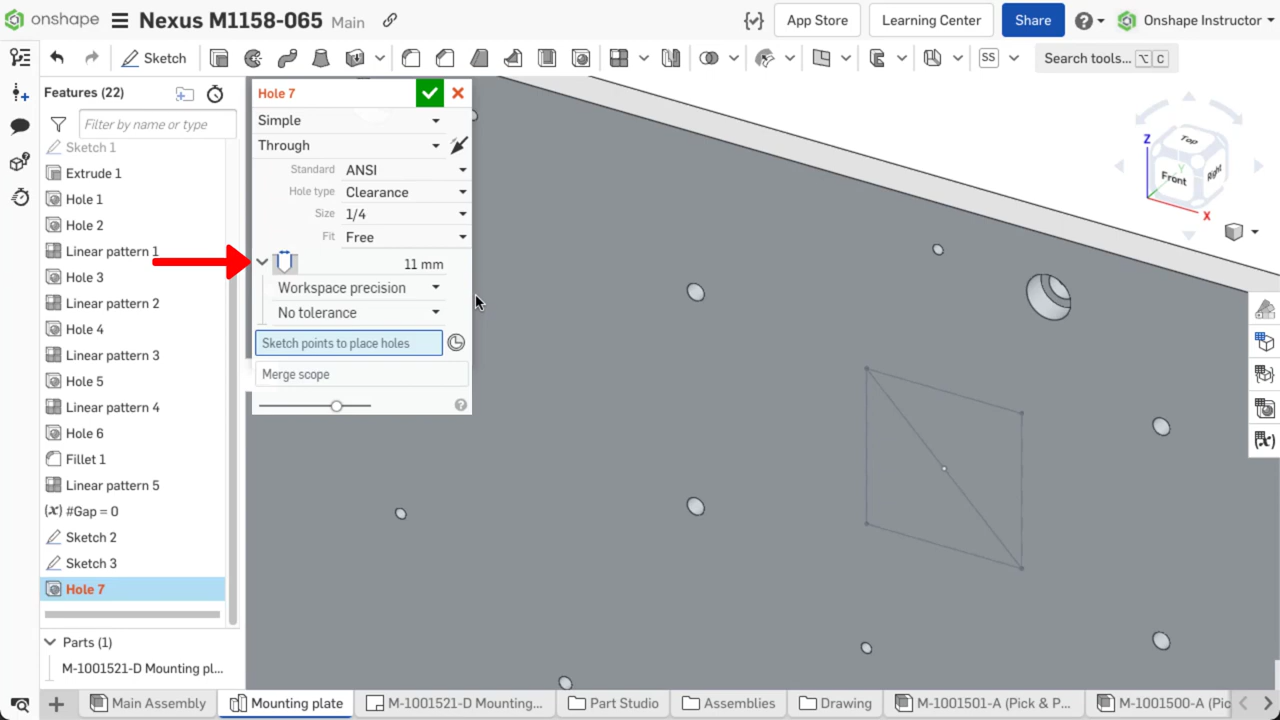 onshape
Nexus M1158-065 Main
App Store
Learning Center
Share
Onshape Instructor
Sketch
SS
Search tools... ⌥ C
Features (22)
Filter by name or type
Sketch 1
Extrude 1
Hole 1
Hole 2
Linear pattern 1
Hole 3
Linear pattern 2
Hole 4
Linear pattern 3
Hole 5
Linear pattern 4
Hole 6
Fillet 1
Linear pattern 5
(x) #Gap = 0
Sketch 2
Sketch 3
Hole 7
Parts (1)
M-1001521-D Mounting pl...
Hole 7
Simple
Through
Standard ANSI
Hole type Clearance
Size 1/4
Fit Free
11 mm
Workspace precision
No tolerance
Sketch points to place holes
Merge scope
Z
Top
Y
Front
Right
X
Main Assembly
Mounting plate
M-1001521-D Mounting...
Part Studio
Assemblies
Drawing
M-1001501-A (Pick & P...
M-1001500-A (Pic